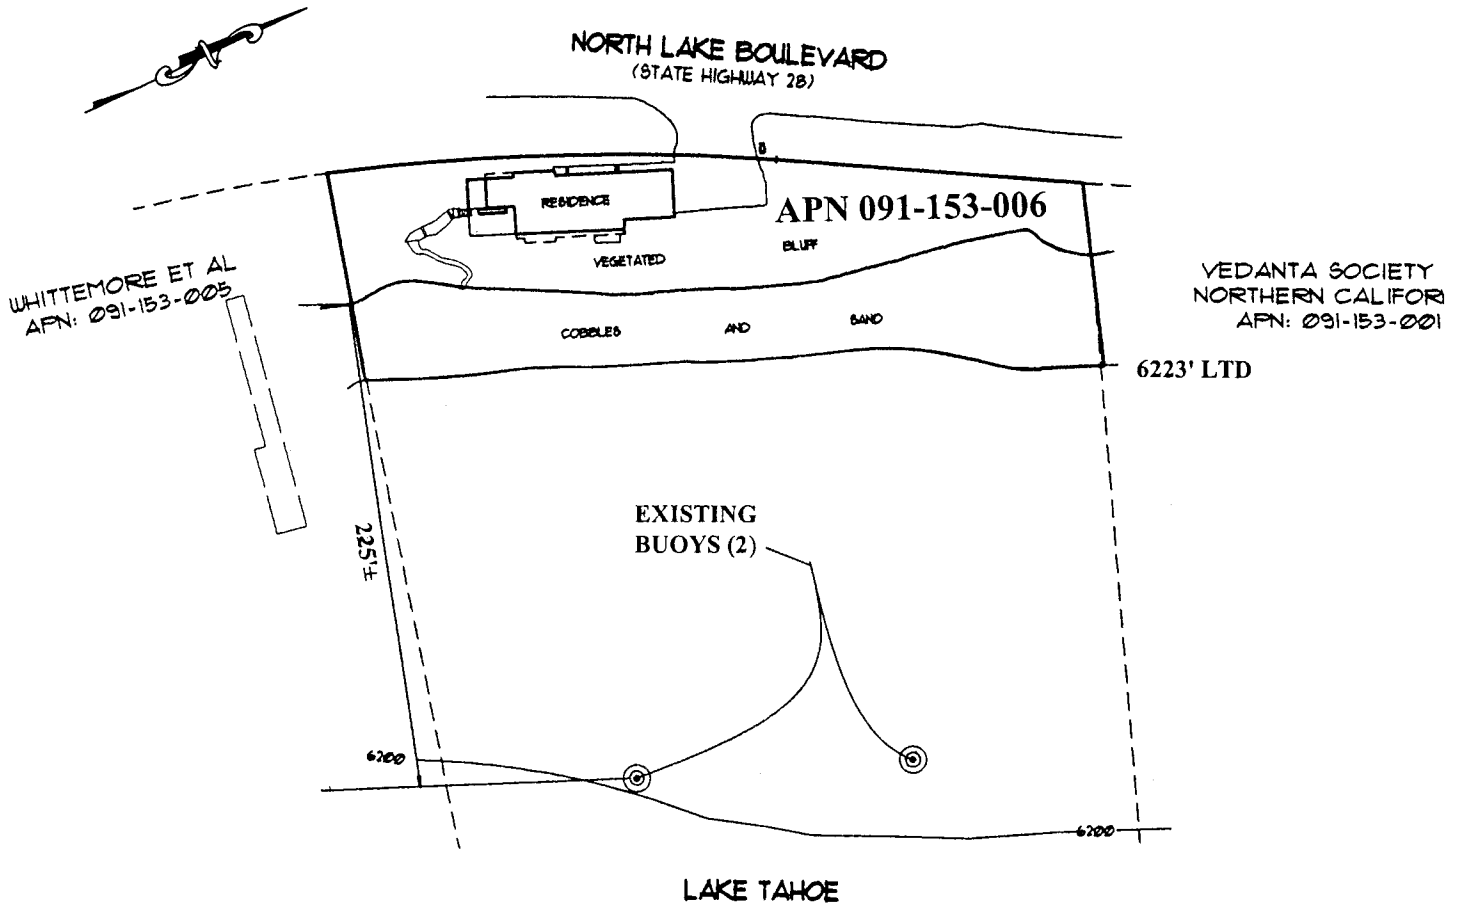 NORTH LAKE BOULEVARD
(STATE HIGHWAY 28)
RESIDENCE
APN 091-153-006
VEGETATED BLUFF
WHITTEMORE ET AL
APN: 091-153-005
VEDANTA SOCIETY
NORTHERN CALIFOR
APN: 091-153-001
COBBLES AND SAND
6223' LTD
EXISTING
BUOYS (2)
225'±
6200
6200
LAKE TAHOE